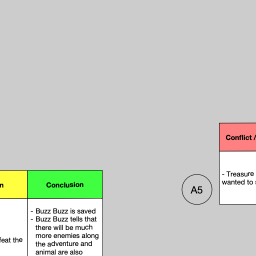 Conflict /
- Treasure
wanted to
A5
n
Conclusion
- Buzz Buzz is saved
- Buzz Buzz tells that
there will be much
more enemies along
the adventure and
animal are also
feat the